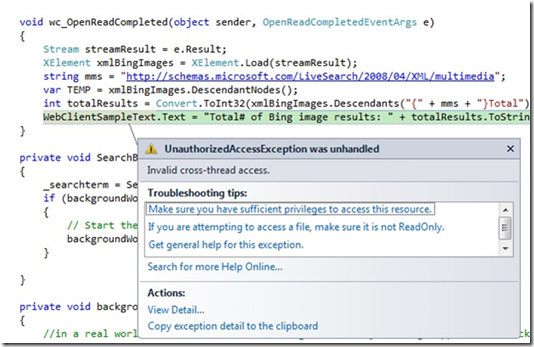 void wc_OpenReadCompleted(object sender, OpenReadCompletedEventArgs e)
{
Stream streamResult = e.Result;
XElement xmlBingImages = XElement.Load(streamResult);
string mms = "http://schemas.microsoft.com/LiveSearch/2008/04/XML/multimedia";
var TEMP = xmlBingImages.DescendantNodes();
int totalResults = Convert.ToInt32(xmlBingImages.Descendants("{" + mms + "}Total")
WebClientSampleText.Text = "Total# of Bing image results: " + totalResults.ToStrin
}
UnauthorizedAccessException was unhandled
Invalid cross-thread access.
Troubleshooting tips:
Make sure you have sufficient privileges to access this resource.
If you are attempting to access a file, make sure it is not ReadOnly.
Get general help for this exception.
Search for more Help Online...
Actions:
View Detail...
Copy exception detail to the clipboard
private void SearchB
{
_searchterm = Se
if (backgroundWo
{
// Start the
backgroundWo
}
}
private void backgro
{
//in a real worl